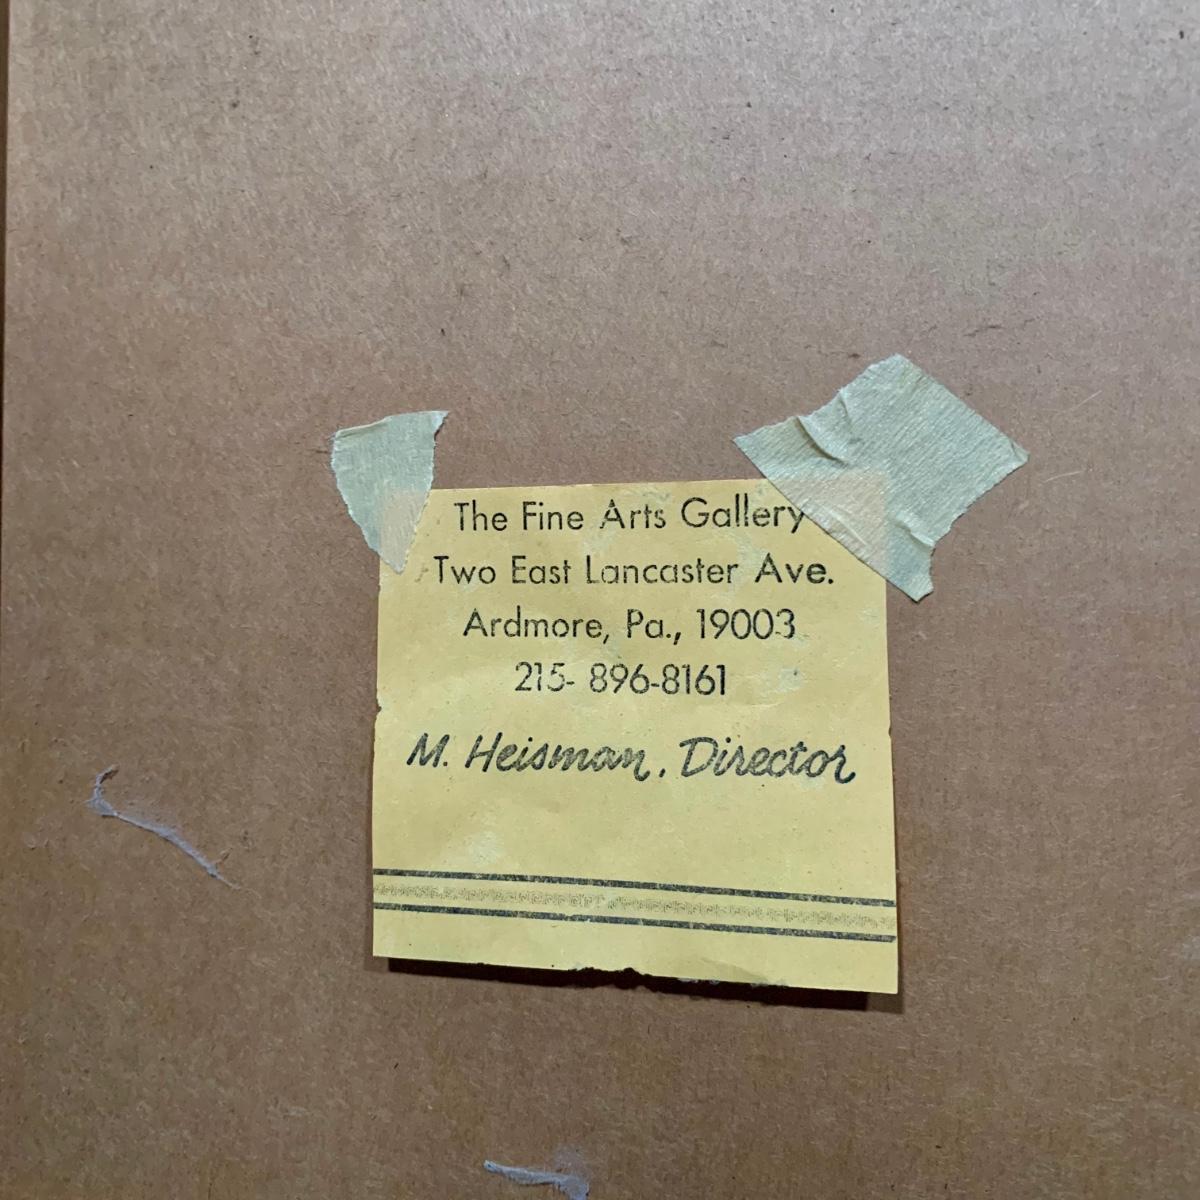 The Fine Arts Gallery
Two East Lancaster Ave.
Ardmore, Pa., 19003
215- 896-8161
M. Heisman, Director